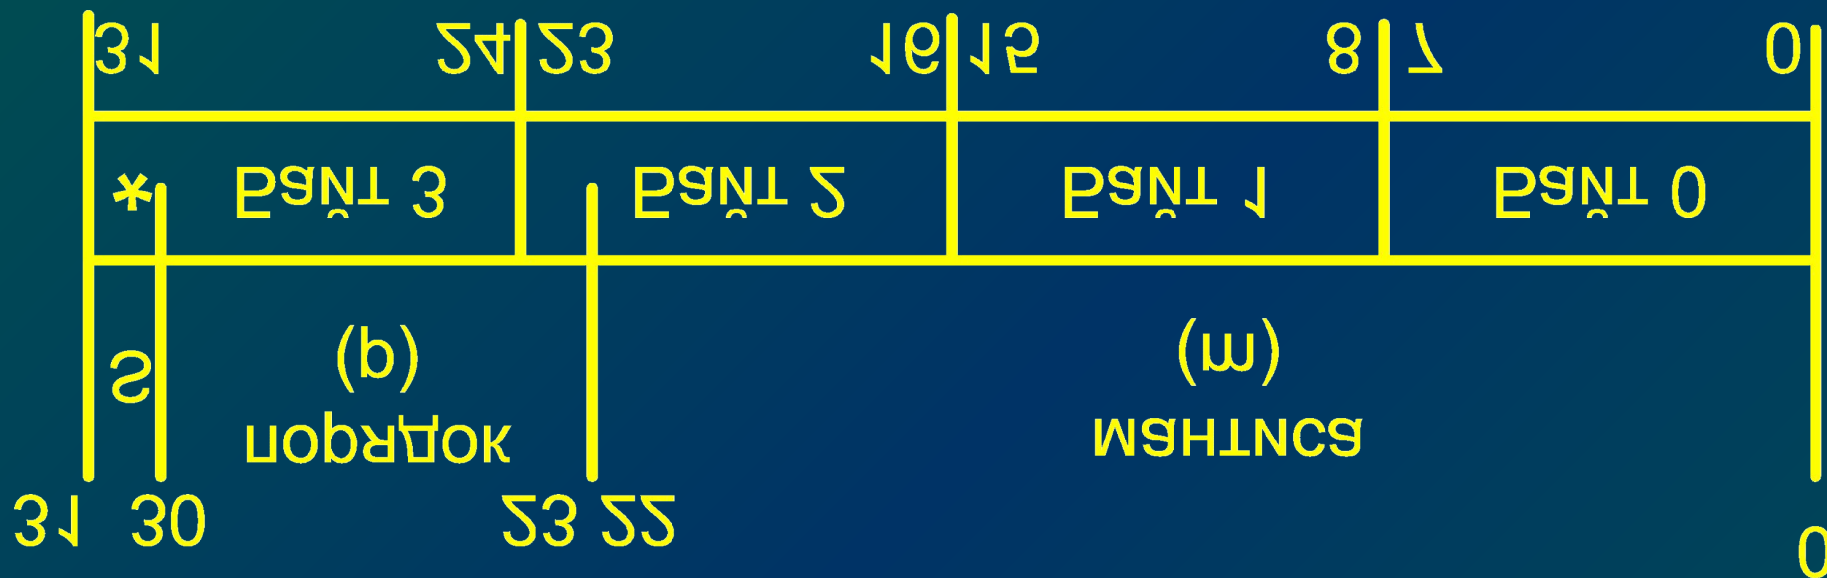 31 30 23 22 0
порядок мантиса
S (p) (m)
* Байт 3 Байт 2 Байт 1 Байт 0
31 24 23 16 15 8 7 0